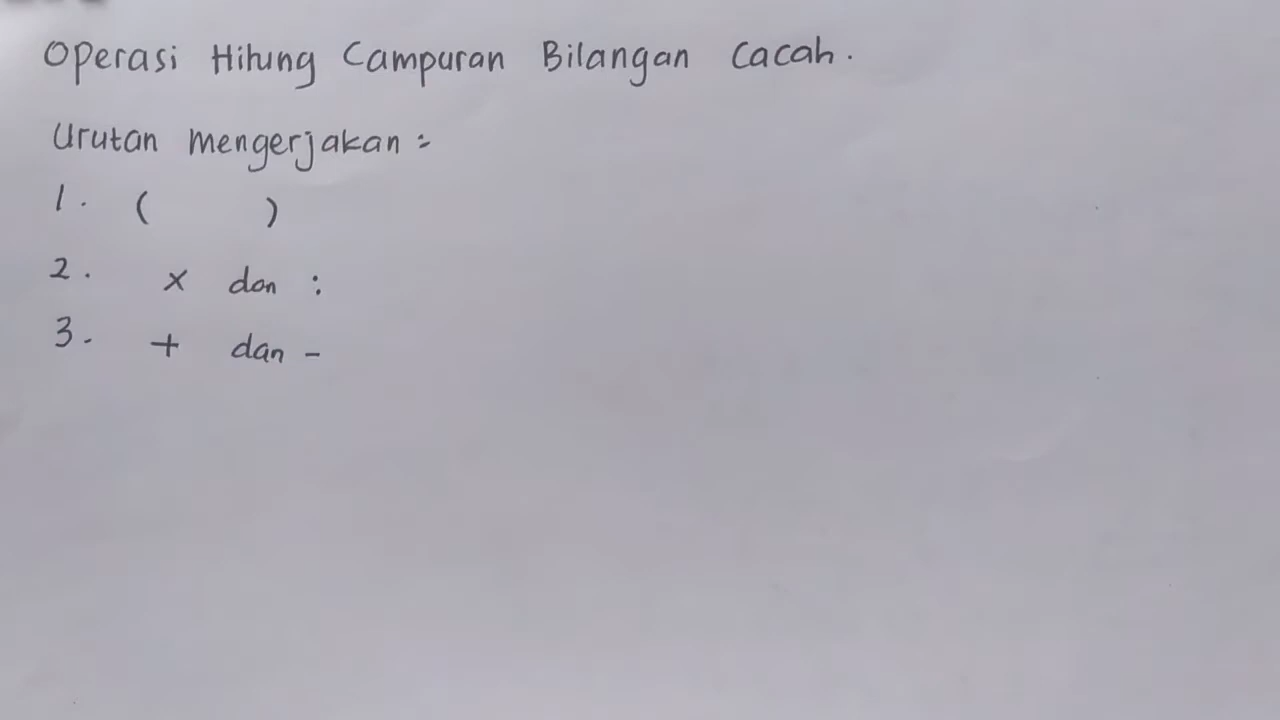 Operasi Hitung Campuran Bilangan Cacah.
Urutan mengerjakan :
1. ( )
2. x dan :
3. + dan -